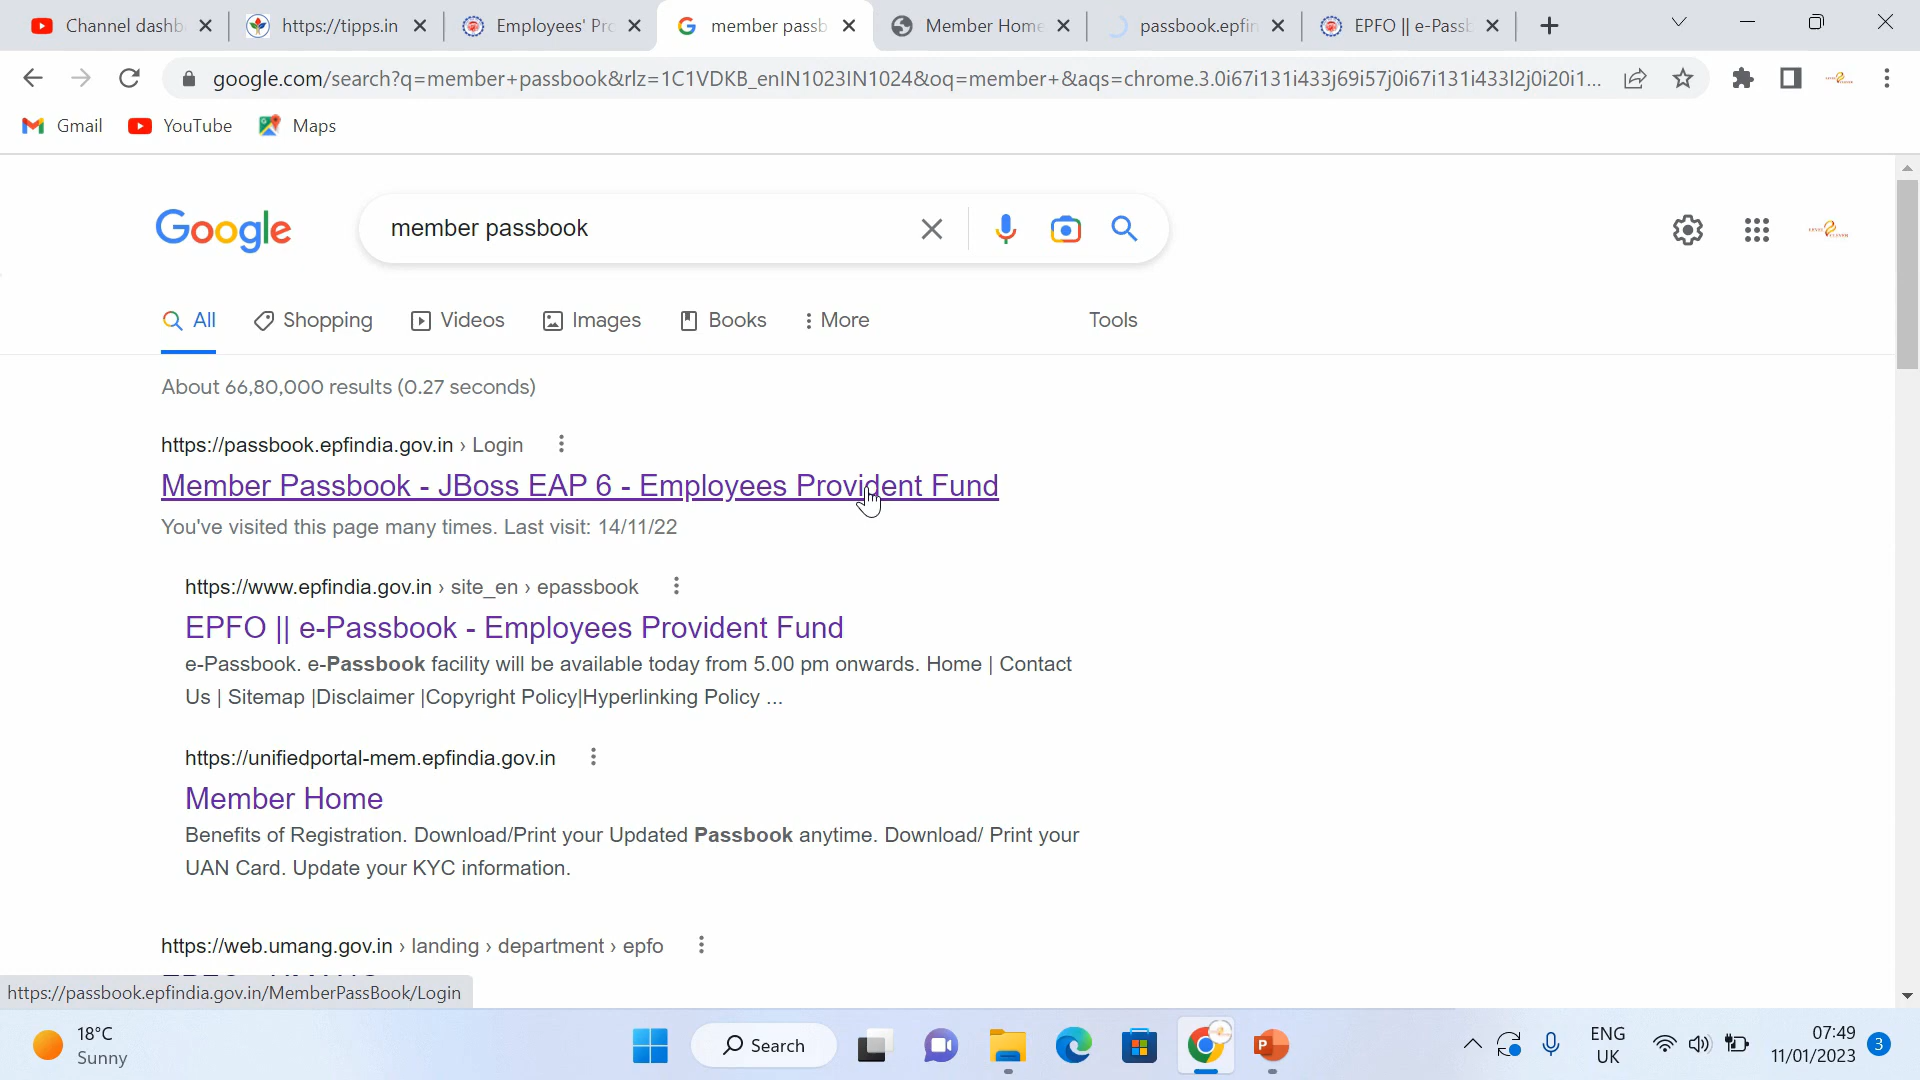 Channel dashb
https://tipps.in
Employees' Pro
member passb
Member Home
passbook.epfin
EPFO || e-Passb
google.com/search?q=member+passbook&rlz=1C1VDKB_enIN1023IN1024&oq=member+&aqs=chrome.3.0i67i131i433j69i57j0i67i131i433l2j0i20i1...
Gmail
YouTube
Maps
Google
member passbook
All
Shopping
Videos
Images
Books
More
Tools
About 66,80,000 results (0.27 seconds)
https://passbook.epfindia.gov.in › Login
Member Passbook - JBoss EAP 6 - Employees Provident Fund
You've visited this page many times. Last visit: 14/11/22
https://www.epfindia.gov.in › site_en › epassbook
EPFO || e-Passbook - Employees Provident Fund
e-Passbook. e-Passbook facility will be available today from 5.00 pm onwards. Home | Contact
Us | Sitemap |Disclaimer |Copyright Policy|Hyperlinking Policy ...
https://unifiedportal-mem.epfindia.gov.in
Member Home
Benefits of Registration. Download/Print your Updated Passbook anytime. Download/ Print your
UAN Card. Update your KYC information.
https://web.umang.gov.in › landing › department › epfo
https://passbook.epfindia.gov.in/MemberPassBook/Login
18°C
Sunny
Search
ENG
UK
07:49
11/01/2023
3